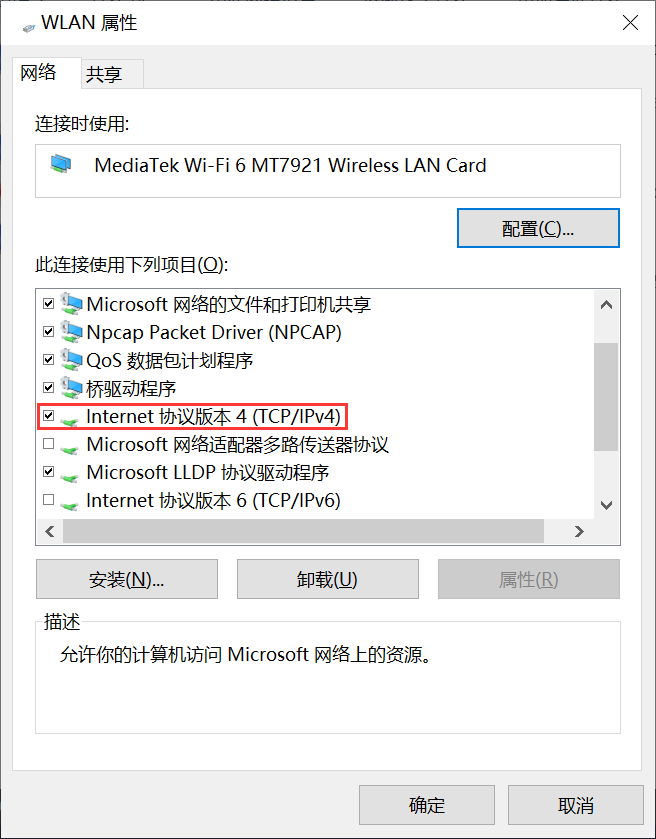 WLAN 属性
网络
共享
连接时使用:
MediaTek Wi-Fi 6 MT7921 Wireless LAN Card
配置(C)...
此连接使用下列项目(O):
Microsoft 网络的文件和打印机共享
Npcap Packet Driver (NPCAP)
QoS 数据包计划程序
桥驱动程序
Internet 协议版本 4 (TCP/IPv4)
Microsoft 网络适配器多路传送器协议
Microsoft LLDP 协议驱动程序
Internet 协议版本 6 (TCP/IPv6)
安装(N)...
卸载(U)
属性(R)
描述
允许你的计算机访问 Microsoft 网络上的资源。
确定
取消